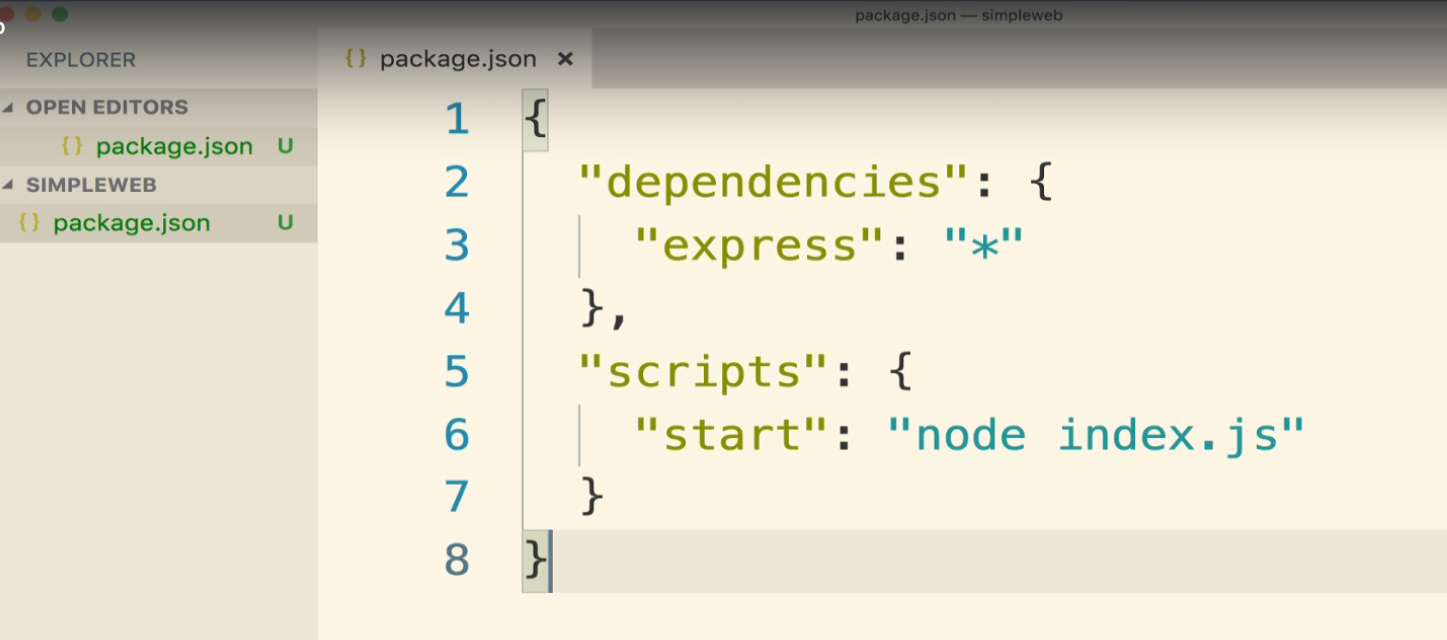 package.json — simpleweb
EXPLORER
{} package.json ×
OPEN EDITORS
{} package.json U
SIMPLEWEB
{} package.json U
1 {
2 "dependencies": {
3 "express": "*"
4 },
5 "scripts": {
6 "start": "node index.js"
7 }
8 }